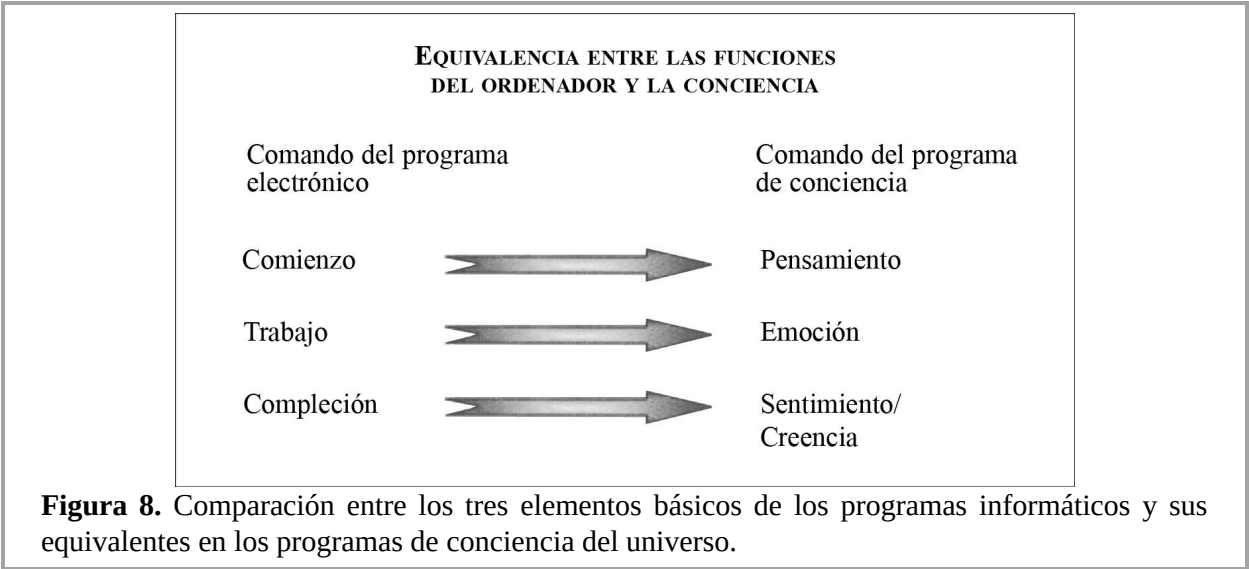 EQUIVALENCIA ENTRE LAS FUNCIONES
DEL ORDENADOR Y LA CONCIENCIA
Comando del programa
electrónico
Comando del programa
de conciencia
Comienzo
Pensamiento
Trabajo
Emoción
Compleción
Sentimiento/
Creencia
Figura 8. Comparación entre los tres elementos básicos de los programas informáticos y sus
equivalentes en los programas de conciencia del universo.